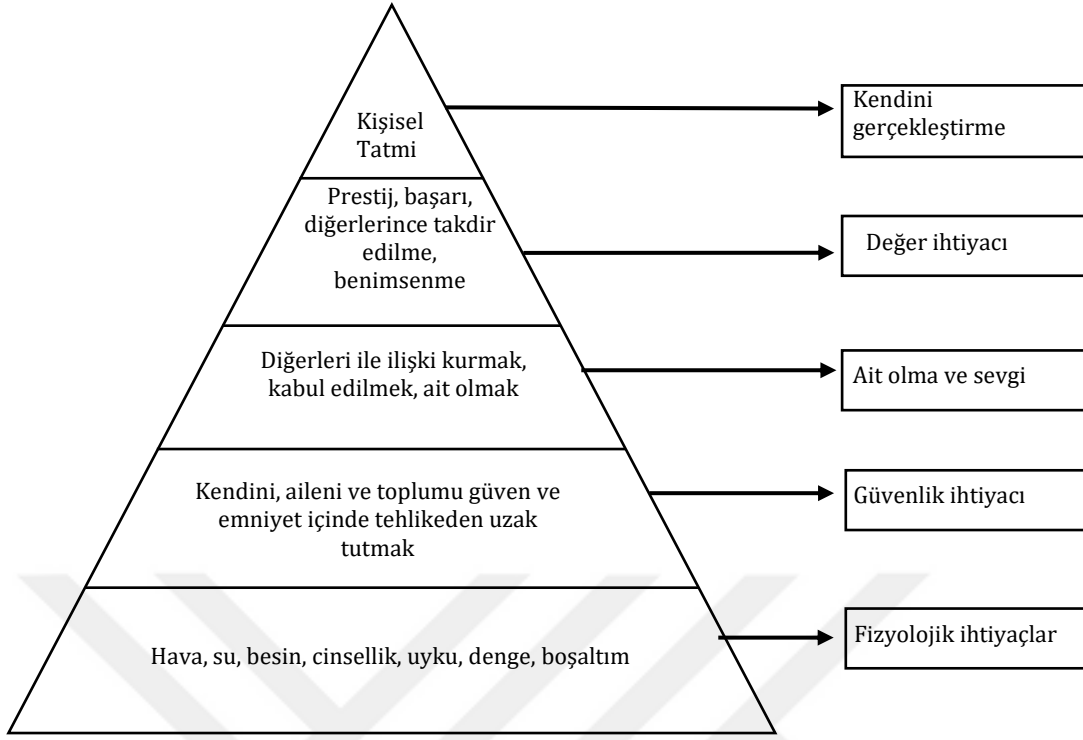 Kişisel
Tatmi
Kendini
gerçekleştirme
Prestij, başarı,
diğerlerince takdir
edilme,
benimsenme
Değer ihtiyacı
Diğerleri ile ilişki kurmak,
kabul edilmek, ait olmak
Ait olma ve sevgi
Kendini, aileni ve toplumu güven ve
emniyet içinde tehlikeden uzak
tutmak
Güvenlik ihtiyacı
Hava, su, besin, cinsellik, uyku, denge, boşaltım
Fizyolojik ihtiyaçlar